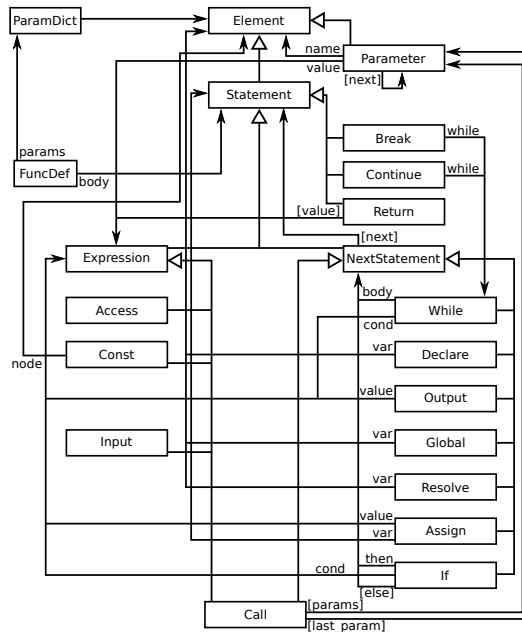 ParamDict
Element
name
Parameter
value
[next]
Statement
Break
while
params
Continue
while
FuncDef
body
[value]
Return
[next]
Expression
NextStatement
body
Access
While
cond
var
Const
Declare
node
value
Output
var
Input
Global
var
Resolve
value
Assign
var
then
cond
If
[else]
[params]
Call
[last_param]